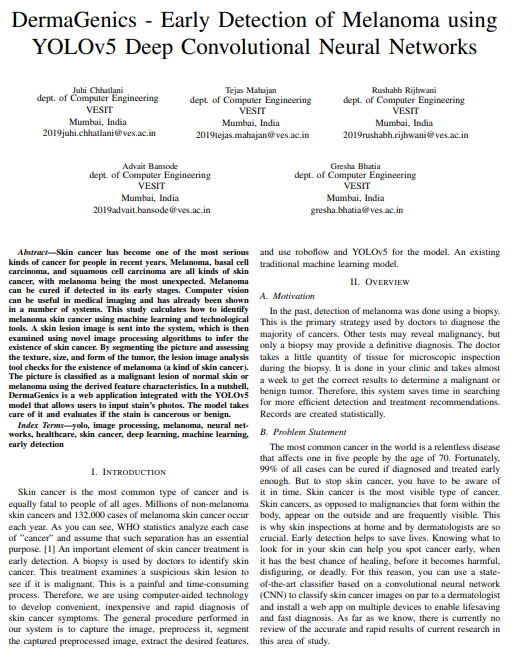 DermaGenics - Early Detection of Melanoma using
YOLOv5 Deep Convolutional Neural Networks
Juhi Chhatlani
dept. of Computer Engineering
VESIT
Mumbai, India
2019juhi.chhatlani@ves.ac.in
Tejas Mahajan
dept. of Computer Engineering
VESIT
Mumbai, India
2019tejas.mahajan@ves.ac.in
Rushabh Rijhwani
dept. of Computer Engineering
VESIT
Mumbai, India
2019rushabh.rijhwani@ves.ac.in
Advait Bansode
dept. of Computer Engineering
VESIT
Mumbai, India
2019advait.bansode@ves.ac.in
Gresha Bhatia
dept. of Computer Engineering
VESIT
Mumbai, India
gresha.bhatia@ves.ac.in
Abstract—Skin cancer has become one of the most serious
kinds of cancer for people in recent years. Melanoma, basal cell
carcinoma, and squamous cell carcinoma are all kinds of skin
cancer, with melanoma being the most unexpected. Melanoma
can be cured if detected in its early stages. Computer vision
can be useful in medical imaging and has already been shown
in a number of systems. This study calculates how to identify
melanoma skin cancer using machine learning and technological
tools. A skin lesion image is sent into the system, which is then
examined using novel image processing algorithms to infer the
existence of skin cancer. By segmenting the picture and assessing
the texture, size, and form of the tumor, the lesion image analysis
tool checks for the existence of melanoma (a kind of skin cancer).
The picture is classified as a malignant lesion of normal skin or
melanoma using the derived feature characteristics. In a nutshell,
DermaGenics is a web application integrated with the YOLOv5
model that allows users to input stain's photos. The model takes
care of it and evaluates if the stain is cancerous or benign.
Index Terms—yolo, image processing, melanoma, neural net-
works, healthcare, skin cancer, deep learning, machine learning,
early detection
I. INTRODUCTION
Skin cancer is the most common type of cancer and is
equally fatal to people of all ages. Millions of non-melanoma
skin cancers and 132,000 cases of melanoma skin cancer occur
each year. As you can see, WHO statistics analyze each case
of "cancer" and assume that such separation has an essential
purpose. [1] An important element of skin cancer treatment is
early detection. A biopsy is used by doctors to identify skin
cancer. This treatment examines a suspicious skin lesion to
see if it is malignant. This is a painful and time-consuming
process. Therefore, we are using computer-aided technology
to develop convenient, inexpensive and rapid diagnosis of
skin cancer symptoms. The general procedure performed in
our system is to capture the image, preprocess it, segment
the captured preprocessed image, extract the desired features,
and use roboflow and YOLOv5 for the model. An existing
traditional machine learning model.
II. OVERVIEW
A. Motivation
In the past, detection of melanoma was done using a biopsy.
This is the primary strategy used by doctors to diagnose the
majority of cancers. Other tests may reveal malignancy, but
only a biopsy may provide a definitive diagnosis. The doctor
takes a little quantity of tissue for microscopic inspection
during the biopsy. It is done in your clinic and takes almost
a week to get the correct results to determine a malignant or
benign tumor. Therefore, this system saves time in searching
for more efficient detection and treatment recommendations.
Records are created statistically.
B. Problem Statement
The most common cancer in the world is a relentless disease
that affects one in five people by the age of 70. Fortunately,
99% of all cases can be cured if diagnosed and treated early
enough. But to stop skin cancer, you have to be aware of
it in time. Skin cancer is the most visible type of cancer.
Skin cancers, as opposed to malignancies that form within the
body, appear on the outside and are frequently visible. This
is why skin inspections at home and by dermatologists are so
crucial. Early detection helps to save lives. Knowing what to
look for in your skin can help you spot cancer early, when
it has the best chance of healing, before it becomes harmful,
disfiguring, or deadly. For this reason, you can use a state-
of-the-art classifier based on a convolutional neural network
(CNN) to classify skin cancer images on par to a dermatologist
and install a web app on multiple devices to enable lifesaving
and fast diagnosis. As far as we know, there is currently no
review of the accurate and rapid results of current research in
this area of study.